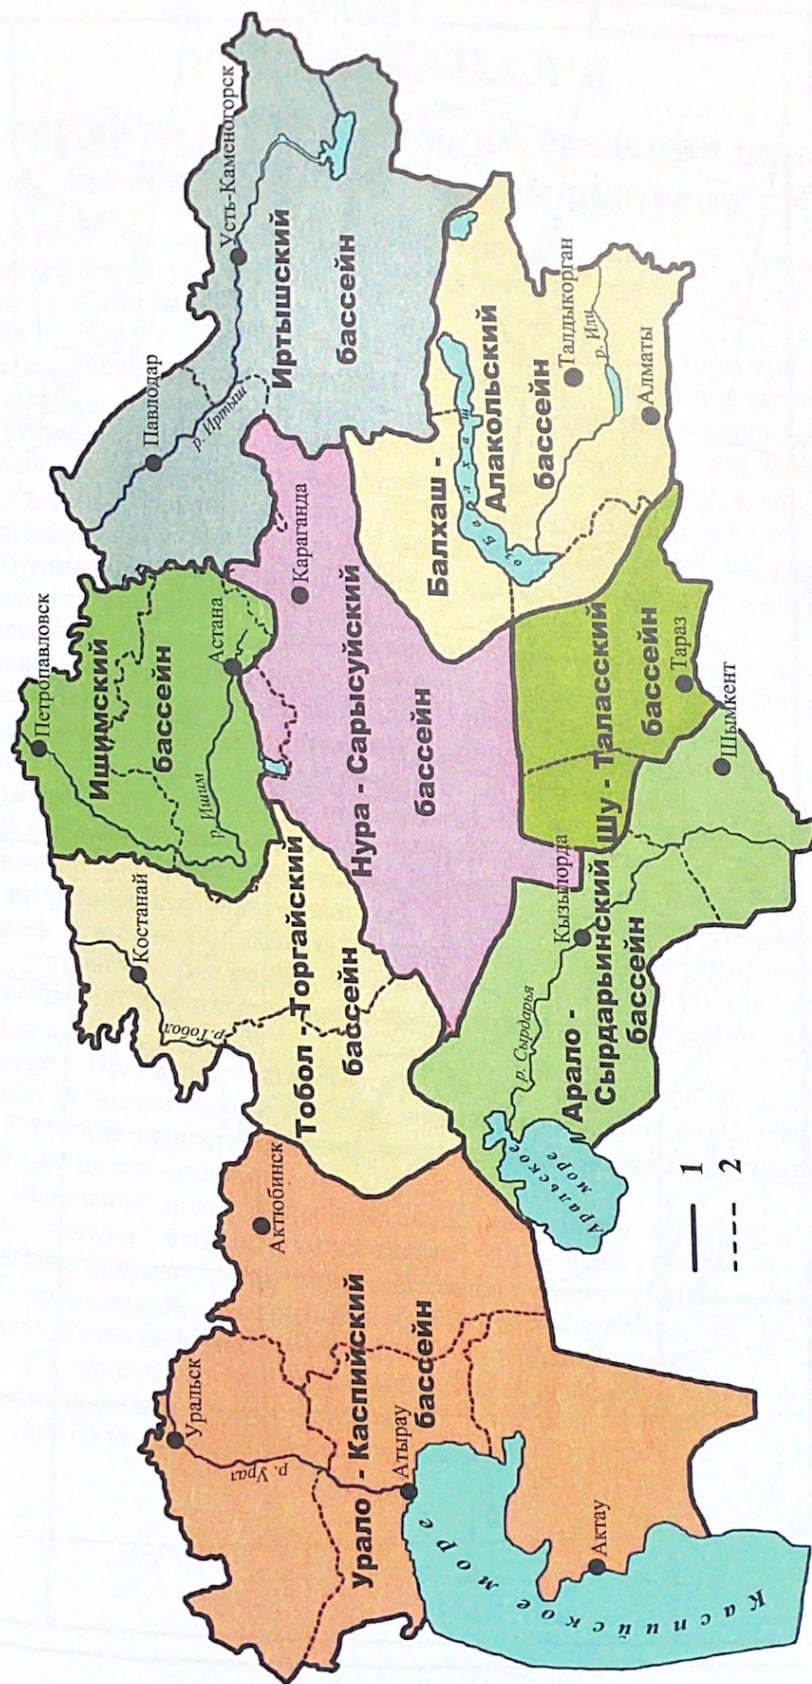 Петропавловск
Ишимский
бассейн
р. Ишим
Астана
Костанай
р. Тобол
Тобол - Торгайский
бассейн
Павлодар
р. Иртыш
Усть-Каменогорск
Иртышский
бассейн
Уральск
р. Урал
Актюбинск
Урало - Каспийский
бассейн
Атырау
Актау
Каспийское море
Караганда
Нура - Сарысуйский
бассейн
Балхаш -
Алакольский
бассейн
оз. Балхаш
Талдыкорган
р. Или
Алматы
Аральское
море
р. Сырдарья
Кызылорда
Арало -
Сырдарьинский
бассейн
Шу - Таласский
бассейн
Тараз
Шымкент
1
2